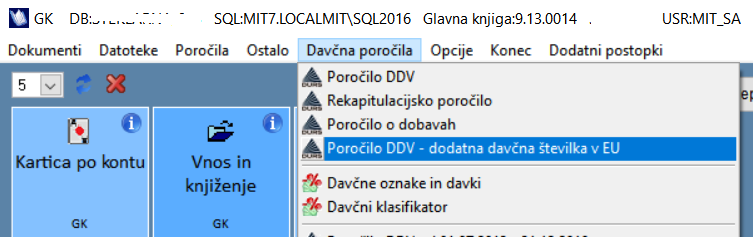 GK DB: SQL:MIT7.LOCALMIT\SQL2016 Glavna knjiga:9.13.0014 . USR:MIT_SA
Dokumenti Datoteke Poročila Ostalo Davčna poročila Opcije Konec Dodatni postopki
5
Poročilo DDV
Rekapitulacijsko poročilo
Poročilo o dobavah
Poročilo DDV - dodatna davčna številka v EU
Davčne oznake in davki
Davčni klasifikator
Kartica po kontu
GK
Vnos in
knjiženje
GK